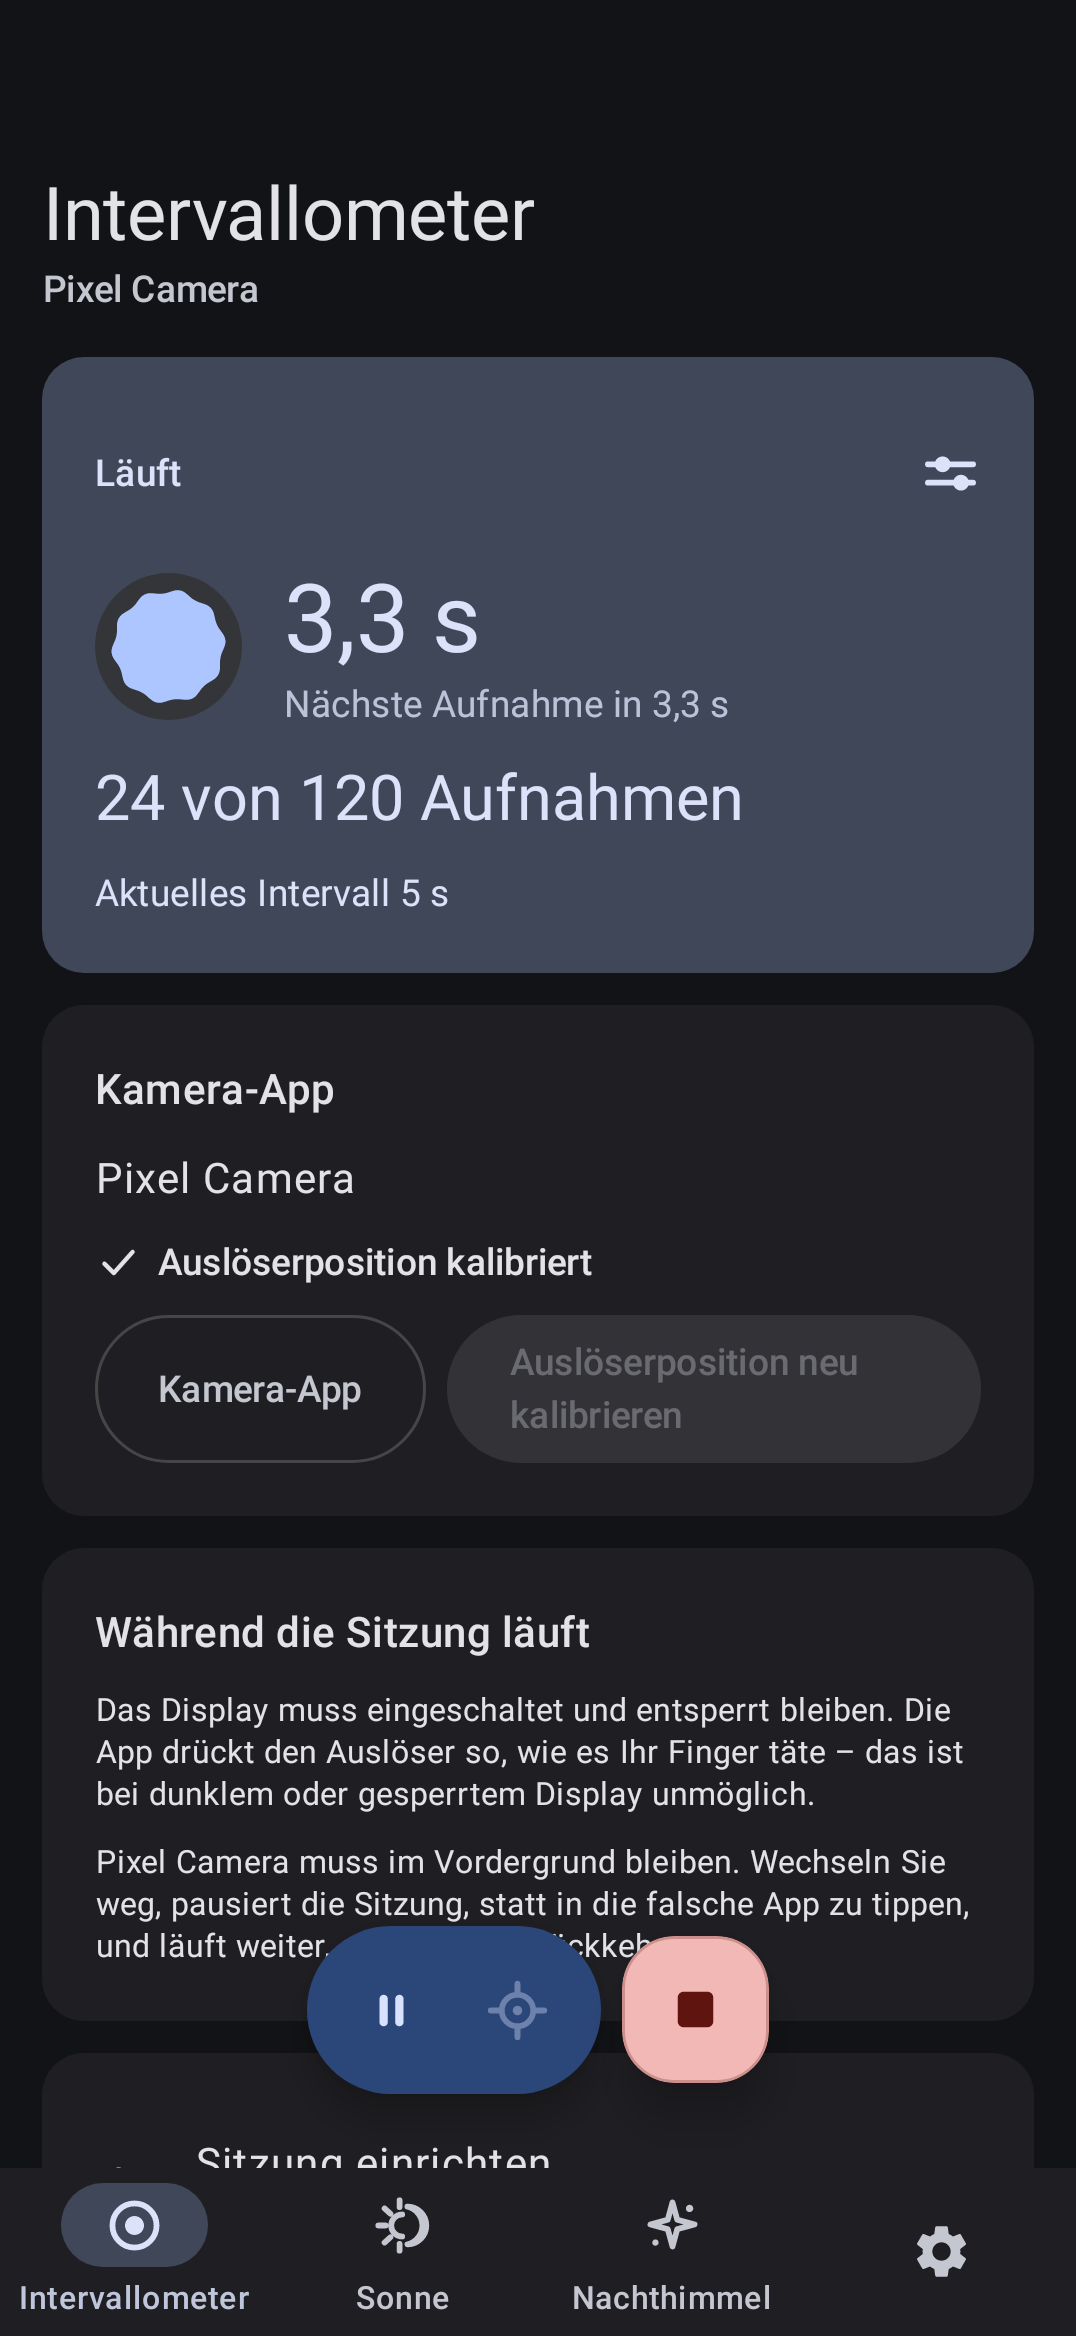 Intervallometer
Pixel Camera
Läuft
3,3 s
Nächste Aufnahme in 3,3 s
24 von 120 Aufnahmen
Aktuelles Intervall 5 s
Kamera-App
Pixel Camera
Auslöserposition kalibriert
Kamera-App
Auslöserposition neu
kalibrieren
Während die Sitzung läuft
Das Display muss eingeschaltet und entsperrt bleiben. Die
App drückt den Auslöser so, wie es Ihr Finger täte – das ist
bei dunklem oder gesperrtem Display unmöglich.
Pixel Camera muss im Vordergrund bleiben. Wechseln Sie
weg, pausiert die Sitzung, statt in die falsche App zu tippen,
und läuft weiter,
Sitzung einrichten
Intervallometer
Sonne
Nachthimmel